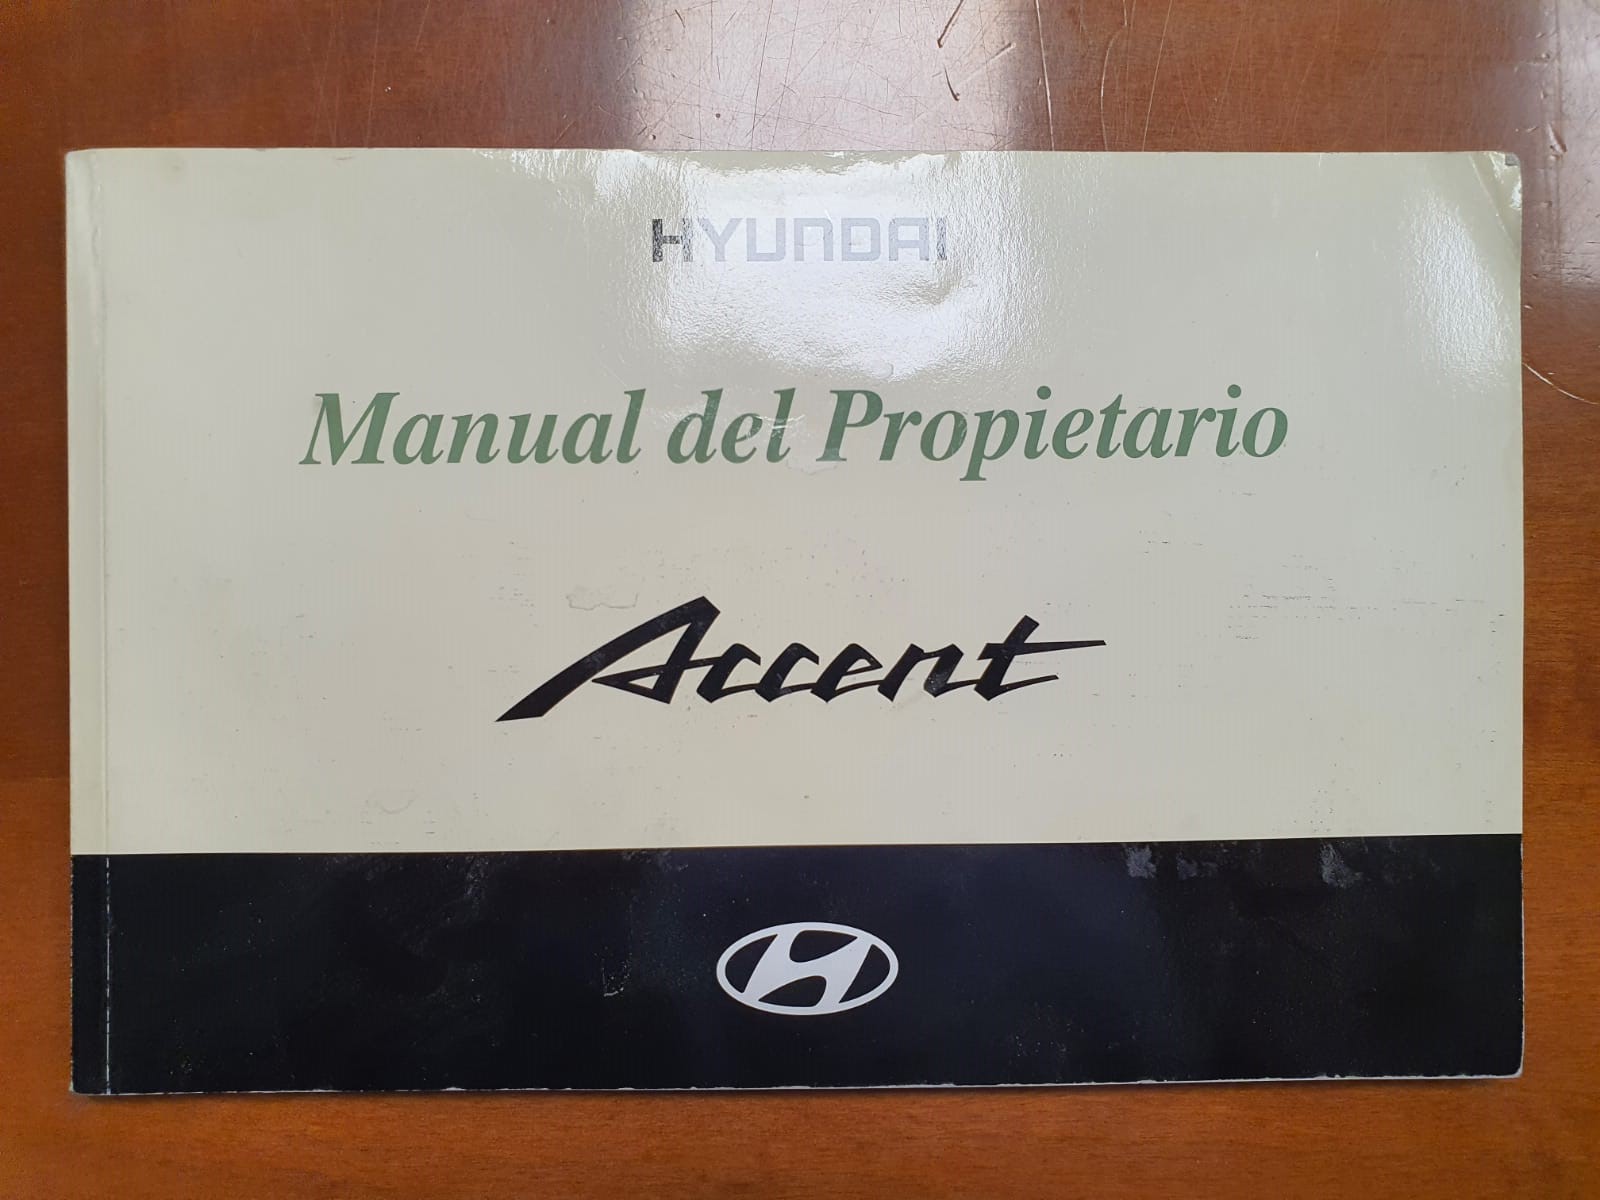 HYUNDAI
Manual del Propietario
Accent